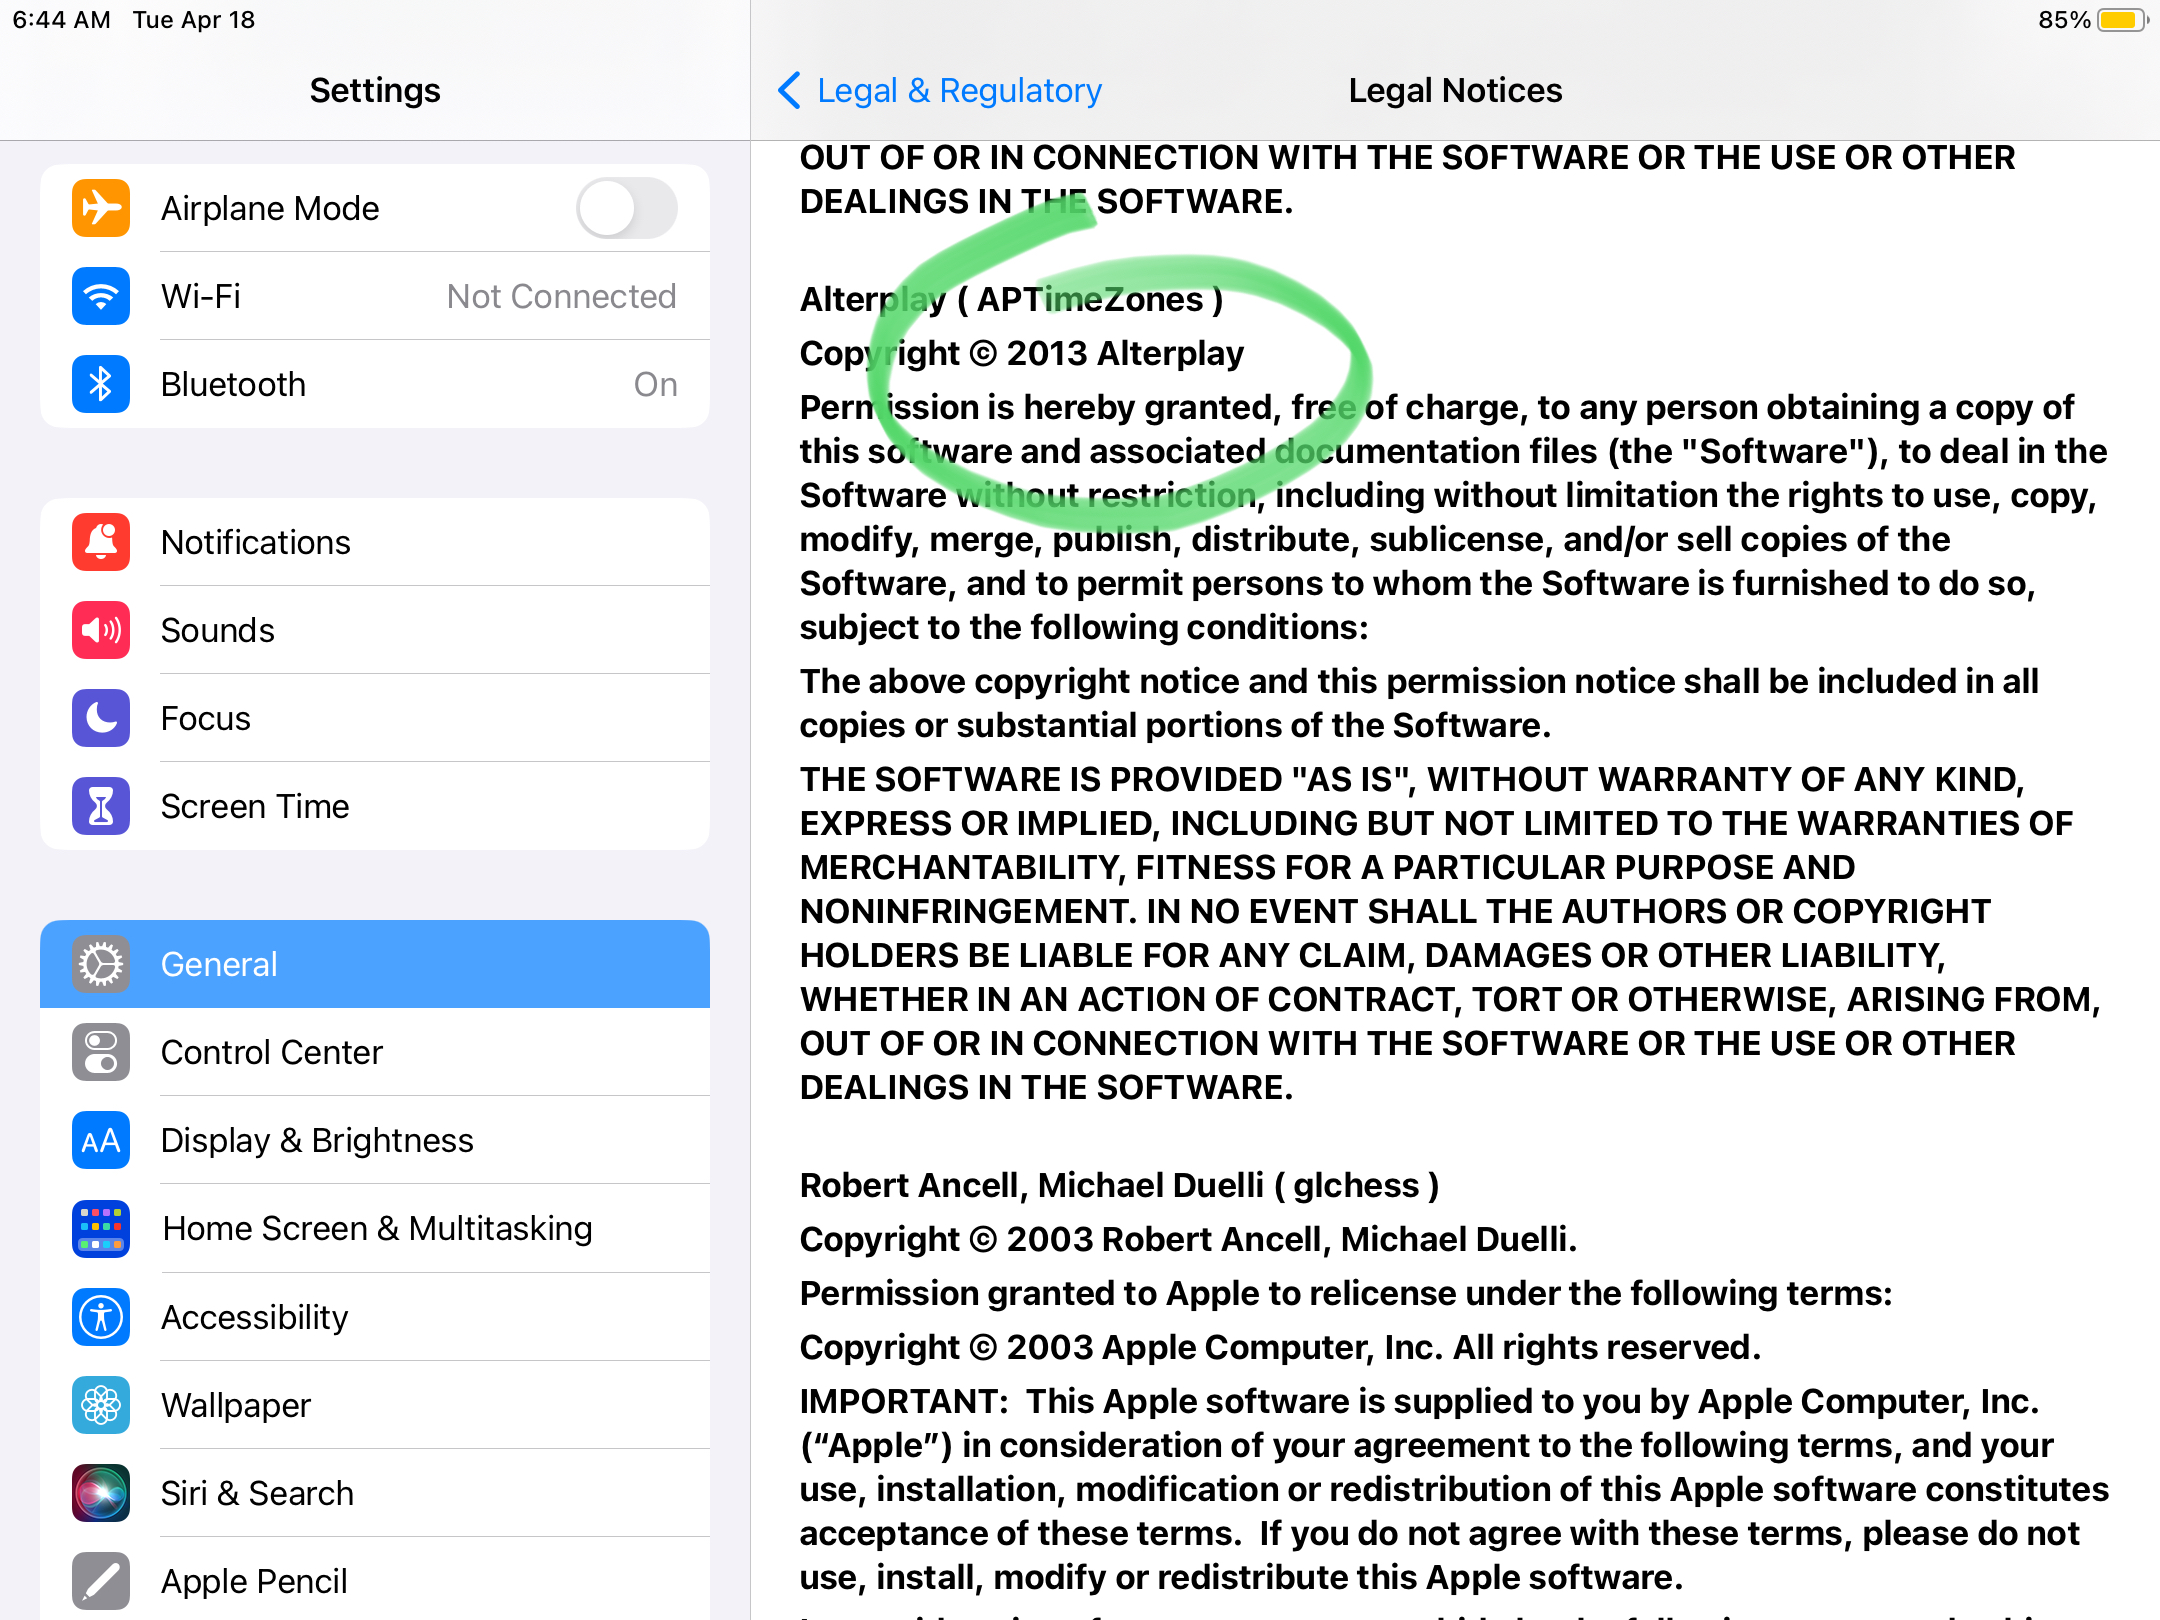 6:44 AM Tue Apr 18
85%
Settings
Airplane Mode
Wi-Fi Not Connected
Bluetooth On
Notifications
Sounds
Focus
Screen Time
General
Control Center
AA Display & Brightness
Home Screen & Multitasking
Accessibility
Wallpaper
Siri & Search
Apple Pencil
Legal & Regulatory
Legal Notices
OUT OF OR IN CONNECTION WITH THE SOFTWARE OR THE USE OR OTHER
DEALINGS IN THE SOFTWARE.
Alterplay ( APTimeZones )
Copyright © 2013 Alterplay
Permission is hereby granted, free of charge, to any person obtaining a copy of
this software and associated documentation files (the "Software"), to deal in the
Software without restriction, including without limitation the rights to use, copy,
modify, merge, publish, distribute, sublicense, and/or sell copies of the
Software, and to permit persons to whom the Software is furnished to do so,
subject to the following conditions:
The above copyright notice and this permission notice shall be included in all
copies or substantial portions of the Software.
THE SOFTWARE IS PROVIDED "AS IS", WITHOUT WARRANTY OF ANY KIND,
EXPRESS OR IMPLIED, INCLUDING BUT NOT LIMITED TO THE WARRANTIES OF
MERCHANTABILITY, FITNESS FOR A PARTICULAR PURPOSE AND
NONINFRINGEMENT. IN NO EVENT SHALL THE AUTHORS OR COPYRIGHT
HOLDERS BE LIABLE FOR ANY CLAIM, DAMAGES OR OTHER LIABILITY,
WHETHER IN AN ACTION OF CONTRACT, TORT OR OTHERWISE, ARISING FROM,
OUT OF OR IN CONNECTION WITH THE SOFTWARE OR THE USE OR OTHER
DEALINGS IN THE SOFTWARE.
Robert Ancell, Michael Duelli ( glchess )
Copyright © 2003 Robert Ancell, Michael Duelli.
Permission granted to Apple to relicense under the following terms:
Copyright © 2003 Apple Computer, Inc. All rights reserved.
IMPORTANT:  This Apple software is supplied to you by Apple Computer, Inc.
(“Apple”) in consideration of your agreement to the following terms, and your
use, installation, modification or redistribution of this Apple software constitutes
acceptance of these terms.  If you do not agree with these terms, please do not
use, install, modify or redistribute this Apple software.